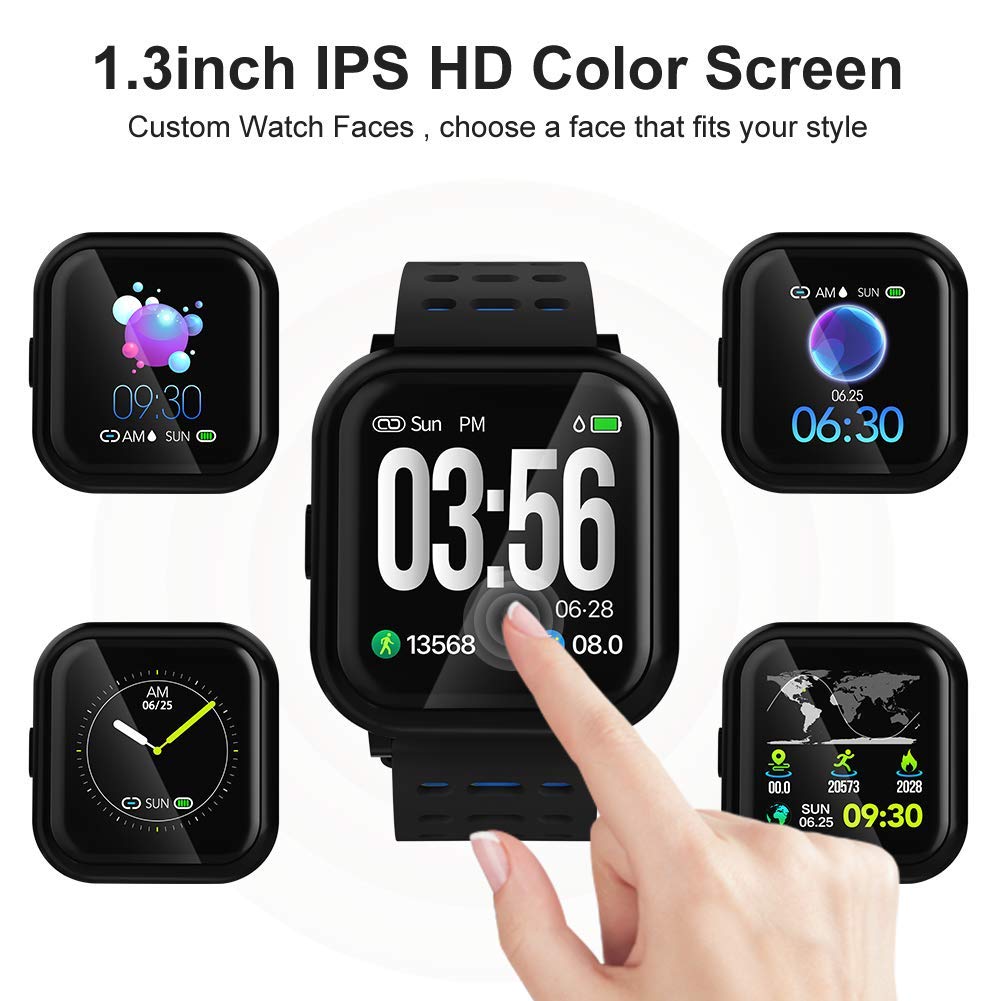 1.3inch IPS HD Color Screen
Custom Watch Faces , choose a face that fits your style
09:30
AM SUN
Sun PM
03:56
06-28
13568 08.0
AM SUN
06.25
06:30
AM
06/25
SUN
00.0 20573 2028
SUN
06.25 09:30